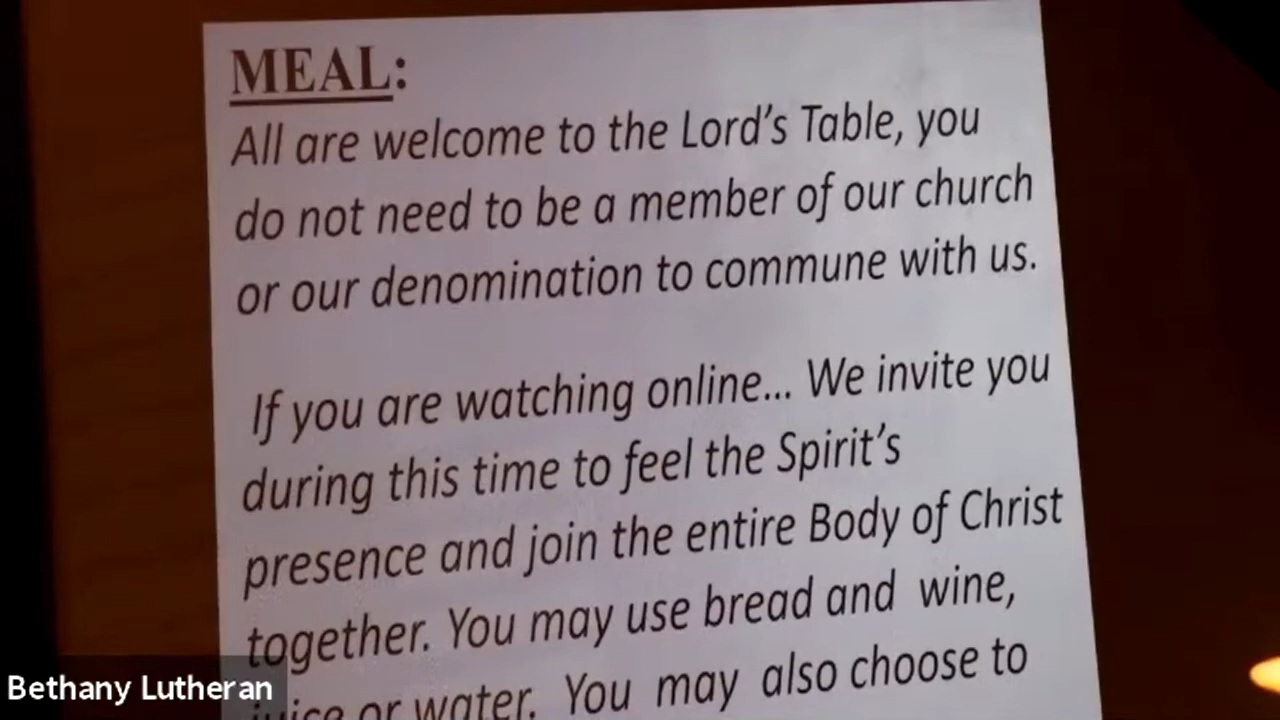 MEAL:
All are welcome to the Lord's Table, you
do not need to be a member of our church
or our denomination to commune with us.
If you are watching online... We invite you
during this time to feel the Spirit's
presence and join the entire Body of Christ
together. You may use bread and wine,
juice or water. You may also choose to
Bethany Lutheran